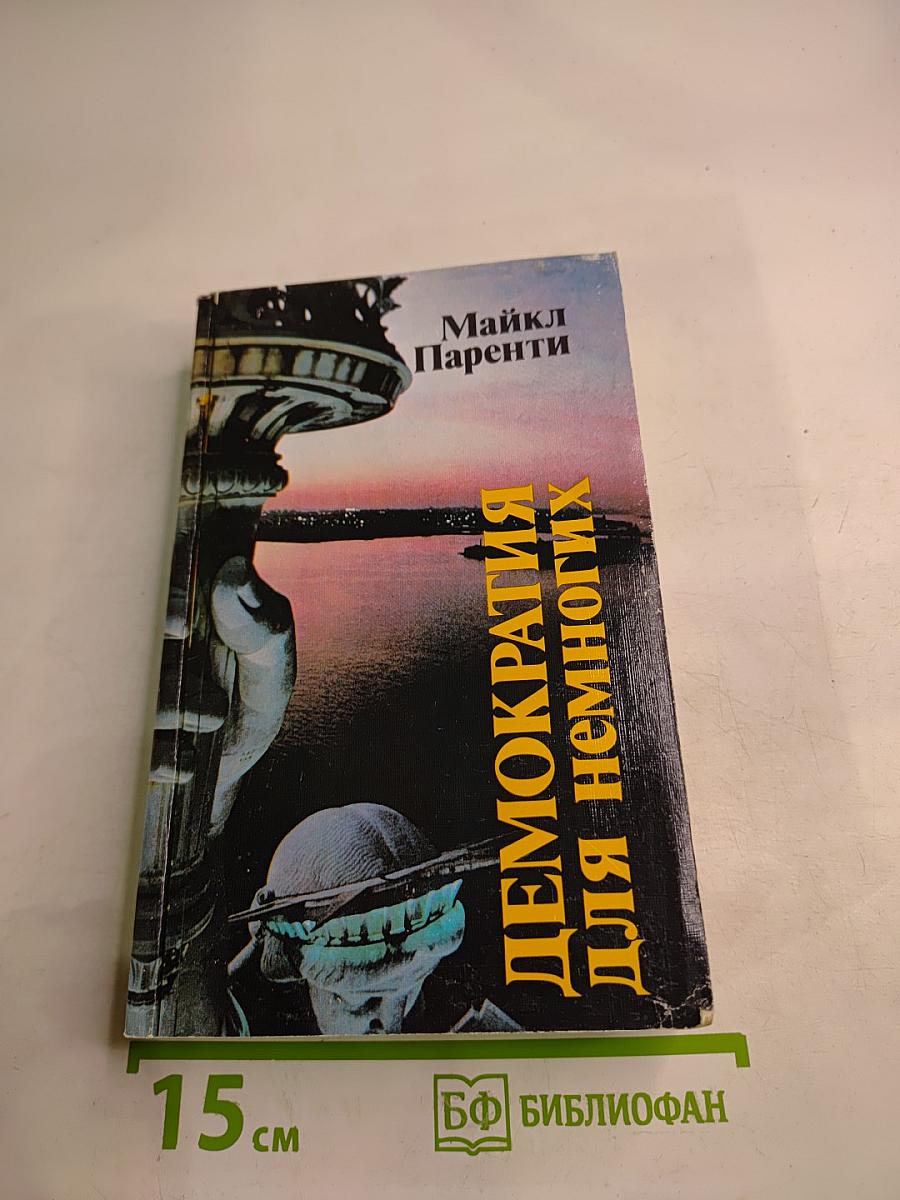 Майкл
Паренти
ДЕМОКРАТИЯ
ДЛЯ НЕМНОГИХ
15 см
БФ БИБЛИОФАН